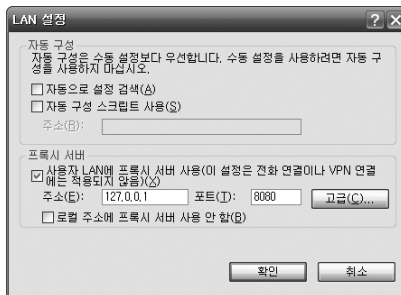 LAN 설정
자동 구성
자동 구성은 수동 설정보다 우선합니다. 수동 설정을 사용하려면 자동 구
성을 사용하지 마십시오.
자동으로 설정 검색(A)
자동 구성 스크립트 사용(S)
주소(R):
프록시 서버
사용자 LAN에 프록시 서버 사용(이 설정은 전화 연결이나 VPN 연결
에는 적용되지 않음)(X)
주소(E): 127.0.0.1 포트(T): 8080 고급(C)...
로컬 주소에 프록시 서버 사용 안 함(B)
확인 취소